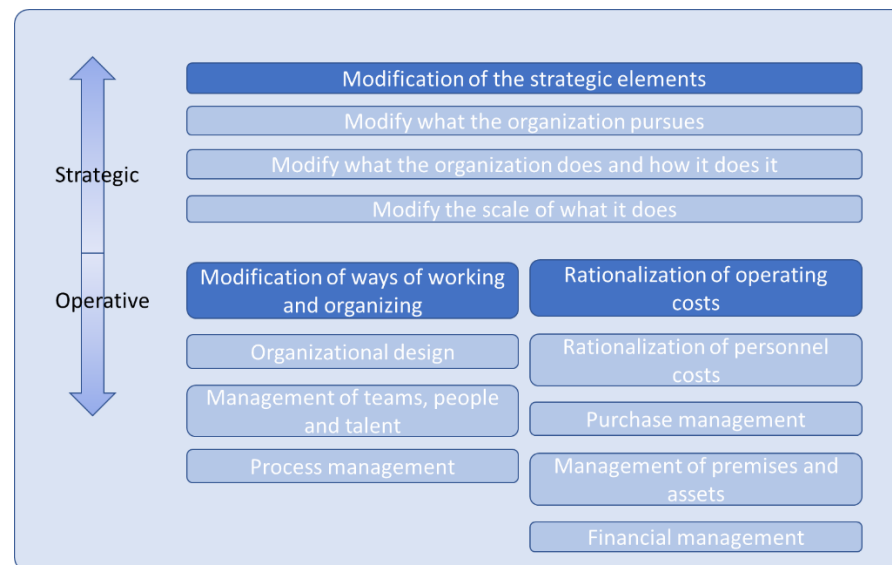 Modification of the strategic elements
Modify what the organization pursues
Modify what the organization does and how it does it
Strategic
Modify the scale of what it does
Operative
Modification of ways of working
and organizing
Organizational design
Management of teams, people
and talent
Process management
Rationalization of operating
costs
Rationalization of personnel
costs
Purchase management
Management of premises and
assets
Financial management